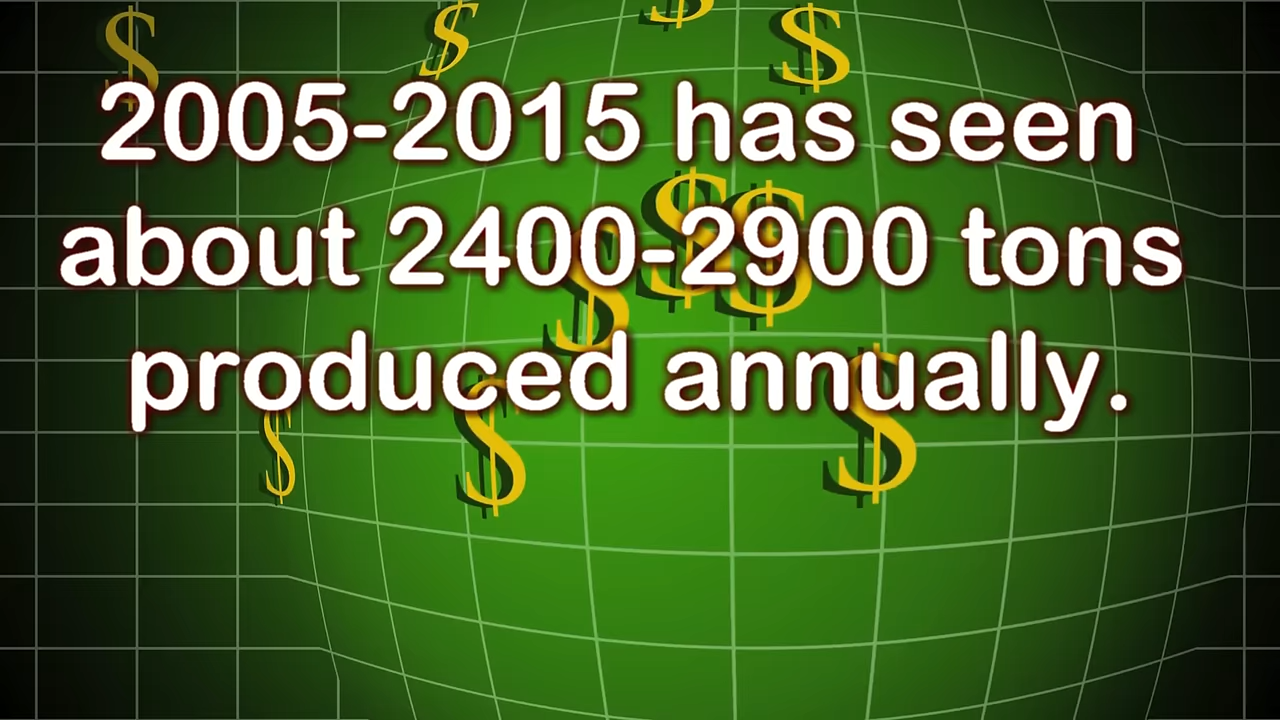 2005-2015 has seen
about 2400-2900 tons
produced annually.